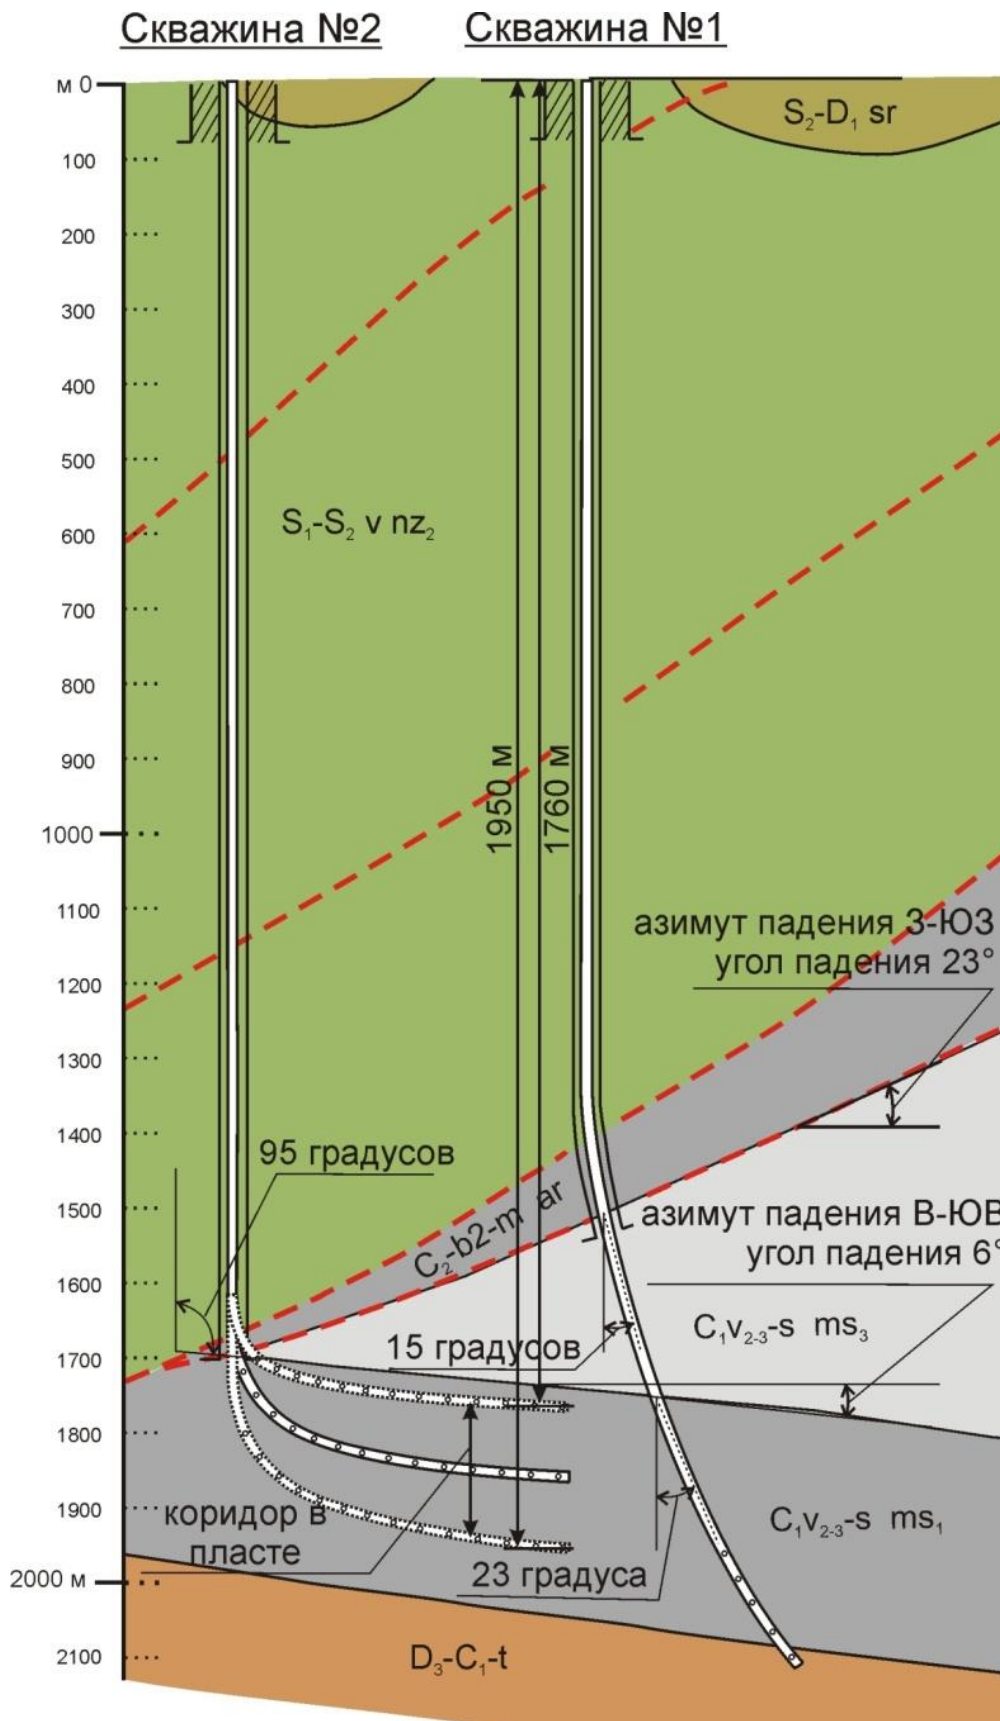 Скважина №2 Скважина №1
м 0
S₂-D₁ sr
100
200
300
400
500
S₁-S₂ v nz₂
600
700
800
900
1950 м
1760 м
1000
1100
азимут падения З-ЮЗ
угол падения 23°
1200
1300
1400
95 градусов
1500
C₂-b2-m ar
азимут падения В-ЮВ
угол падения 6°
1600
C₁v₂₋₃-s ms₃
15 градусов
1700
1800
1900
коридор в
пласте
C₁v₂₋₃-s ms₁
2000 м
23 градуса
2100
D₃-C₁-t